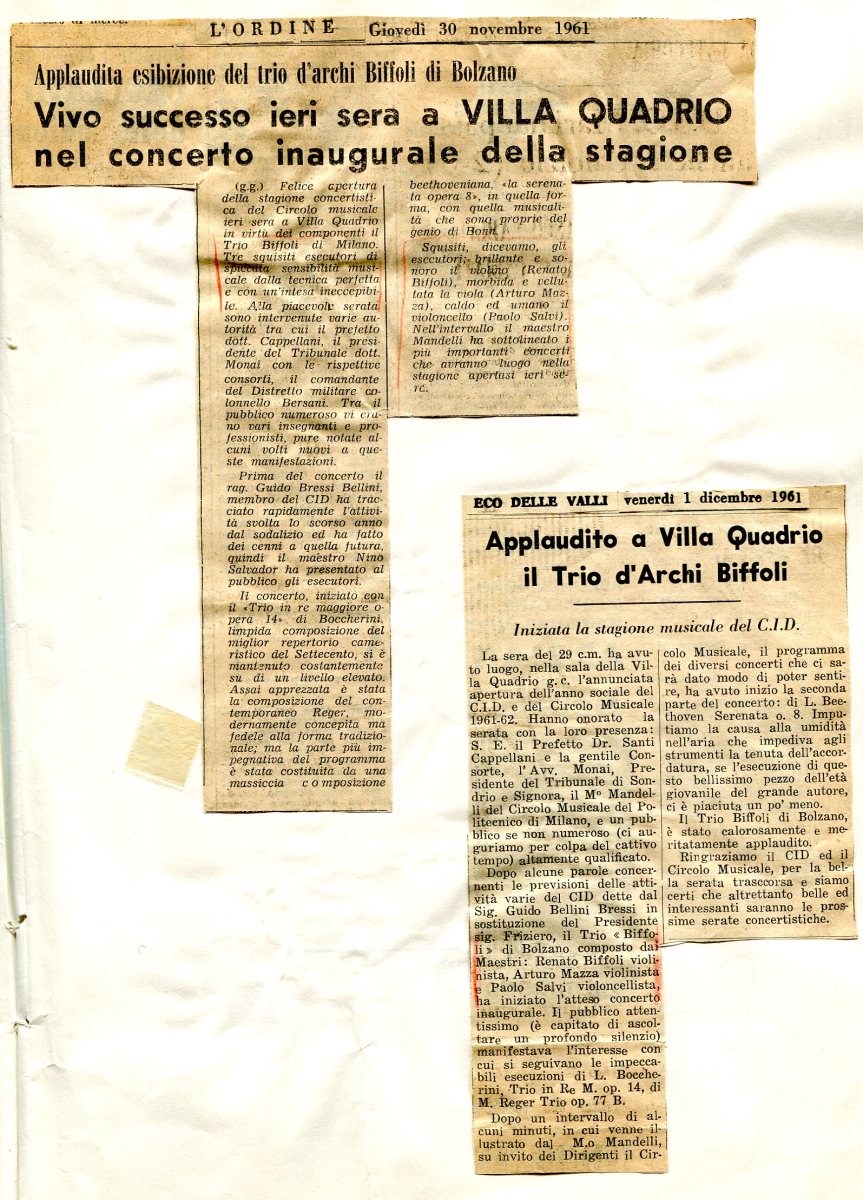 L'ORDINE Giovedì 30 novembre 1961
Applaudita esibizione del trio d'archi Biffoli di Bolzano
Vivo successo ieri sera a VILLA QUADRIO
nel concerto inaugurale della stagione
(g.g.) Felice apertura
della stagione concertisti-
ca del Circolo musicale
ieri sera a Villa Quadrio
in virtù dei componenti il
Trio Biffoli di Milano.
Tre squisiti esecutori di
spiccata sensibilità musi-
cale dalla tecnica perfetta
e con un'intesa ineccepibi-
le. Alla piacevole serata
sono intervenute varie au-
torità tra cui il prefetto
dott. Cappellani, il presi-
dente del Tribunale dott.
Monai con le rispettive
consorti, il comandante
del Distretto militare co-
lonnello Bersani. Tra il
pubblico numeroso vi era-
no vari insegnanti e pro-
fessionisti, pure notate al-
cuni volti nuovi a que-
ste manifestazioni.
Prima del concerto il
rag. Guido Bressi Bellini,
membro del CID ha trac-
ciato rapidamente l'attivi-
tà svolta lo scorso anno
dal sodalizio ed ha fatto
dei cenni a quella futura,
quindi il maestro Nino
Salvador ha presentato al
pubblico gli esecutori.
Il concerto, iniziato con
il «Trio in re maggiore o-
pera 14» di Boccherini,
limpida composizione del
miglior repertorio came-
ristico del Settecento, si è
mantenuto costantemente
su di un livello elevato.
Assai apprezzata è stata
la composizione del con-
temporaneo Reger, mo-
dernamente concepita ma
fedele alla forma tradizio-
nale; ma la parte più im-
pegnativa del programma
è stata costituita da una
massiccia composizione
beethoveniana, «la serena-
ta opera 8», in quella for-
ma, con quella musicali-
tà che sono proprie del
genio di Bonn.
Squisiti, dicevamo, gli
esecutori; brillante e so-
noro il violino (Renato
Biffoli), morbida e vellu-
tata la viola (Arturo Maz-
za), caldo ed umano il
violoncello (Paolo Salvi).
Nell'intervallo il maestro
Mandelli ha sottolineato i
più importanti concerti
che avranno luogo nella
stagione apertasi ieri se-
re.
ECO DELLE VALLI venerdi 1 dicembre 1961
Applaudito a Villa Quadrio
il Trio d'Archi Biffoli
Iniziata la stagione musicale del C.I.D.
La sera del 29 c.m. ha avu-
to luogo, nella sala della Vil-
la Quadrio g. c. l'annunciata
apertura dell'anno sociale del
C.I.D. e del Circolo Musicale
1961-62. Hanno onorato la
serata con la loro presenza:
S. E. il Prefetto Dr. Santi
Cappellani e la gentile Con-
sorte, l'Avv. Monai, Pre-
sidente del Tribunale di Son-
drio e Signora, il Mº Mandel-
li del Circolo Musicale del Po-
litecnico di Milano, e un pub-
blico se non numeroso (ci au-
guriamo per colpa del cattivo
tempo) altamente qualificato.
Dopo alcune parole concer-
nenti le previsioni delle atti-
vità varie del CID dette dal
Sig. Guido Bellini Bressi in
sostituzione del Presidente
sig. Friziero, il Trio «Biffo-
li» di Bolzano composto dai
Maestri: Renato Biffoli violi-
nista, Arturo Mazza violinista
e Paolo Salvi violoncellista,
ha iniziato l'atteso concerto
inaugurale. Il pubblico atten-
tissimo (è capitato di ascol-
tare un profondo silenzio)
manifestava l'interesse con
cui si seguivano le impecca-
bili esecuzioni di L. Bocche-
rini, Trio in Re M. op. 14, di
M. Reger Trio op. 77 B.
Dopo un intervallo di al-
cuni minuti, in cui venne il-
lustrato dal M.o Mandelli,
su invito dei Dirigenti il Cir-
colo Musicale, il programma
dei diversi concerti che ci sa-
rà dato modo di poter senti-
re, ha avuto inizio la seconda
parte del concerto: di L. Bee-
thoven Serenata o. 8. Impu-
tiamo la causa alla umidità
nell'aria che impediva agli
strumenti la tenuta dell'accor-
datura, se l'esecuzione di que-
sto bellissimo pezzo dell'età
giovanile del grande autore,
ci è piaciuta un po' meno.
Il Trio Biffoli di Bolzano,
è stato calorosamente e me-
ritatamente applaudito.
Ringraziamo il CID ed il
Circolo Musicale, per la bel-
la serata trasccorsa e siamo
certi che altrettanto belle ed
interessanti saranno le pros-
sime serate concertistiche.